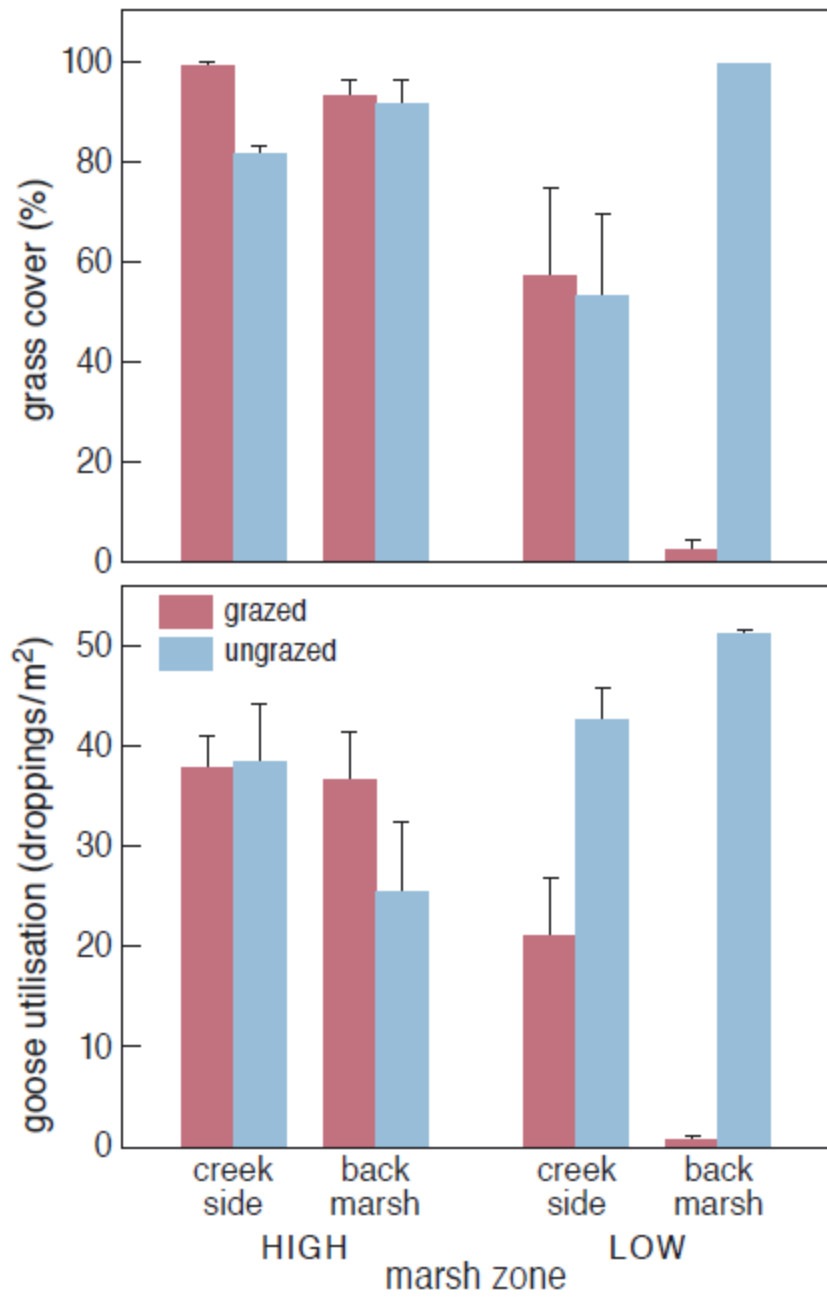 grass cover (%)
100
80
60
40
20
0
grazed
ungrazed
goose utilisation (droppings/m²)
50
40
30
20
10
0
creek side
back marsh
creek side
back marsh
HIGH
LOW
marsh zone